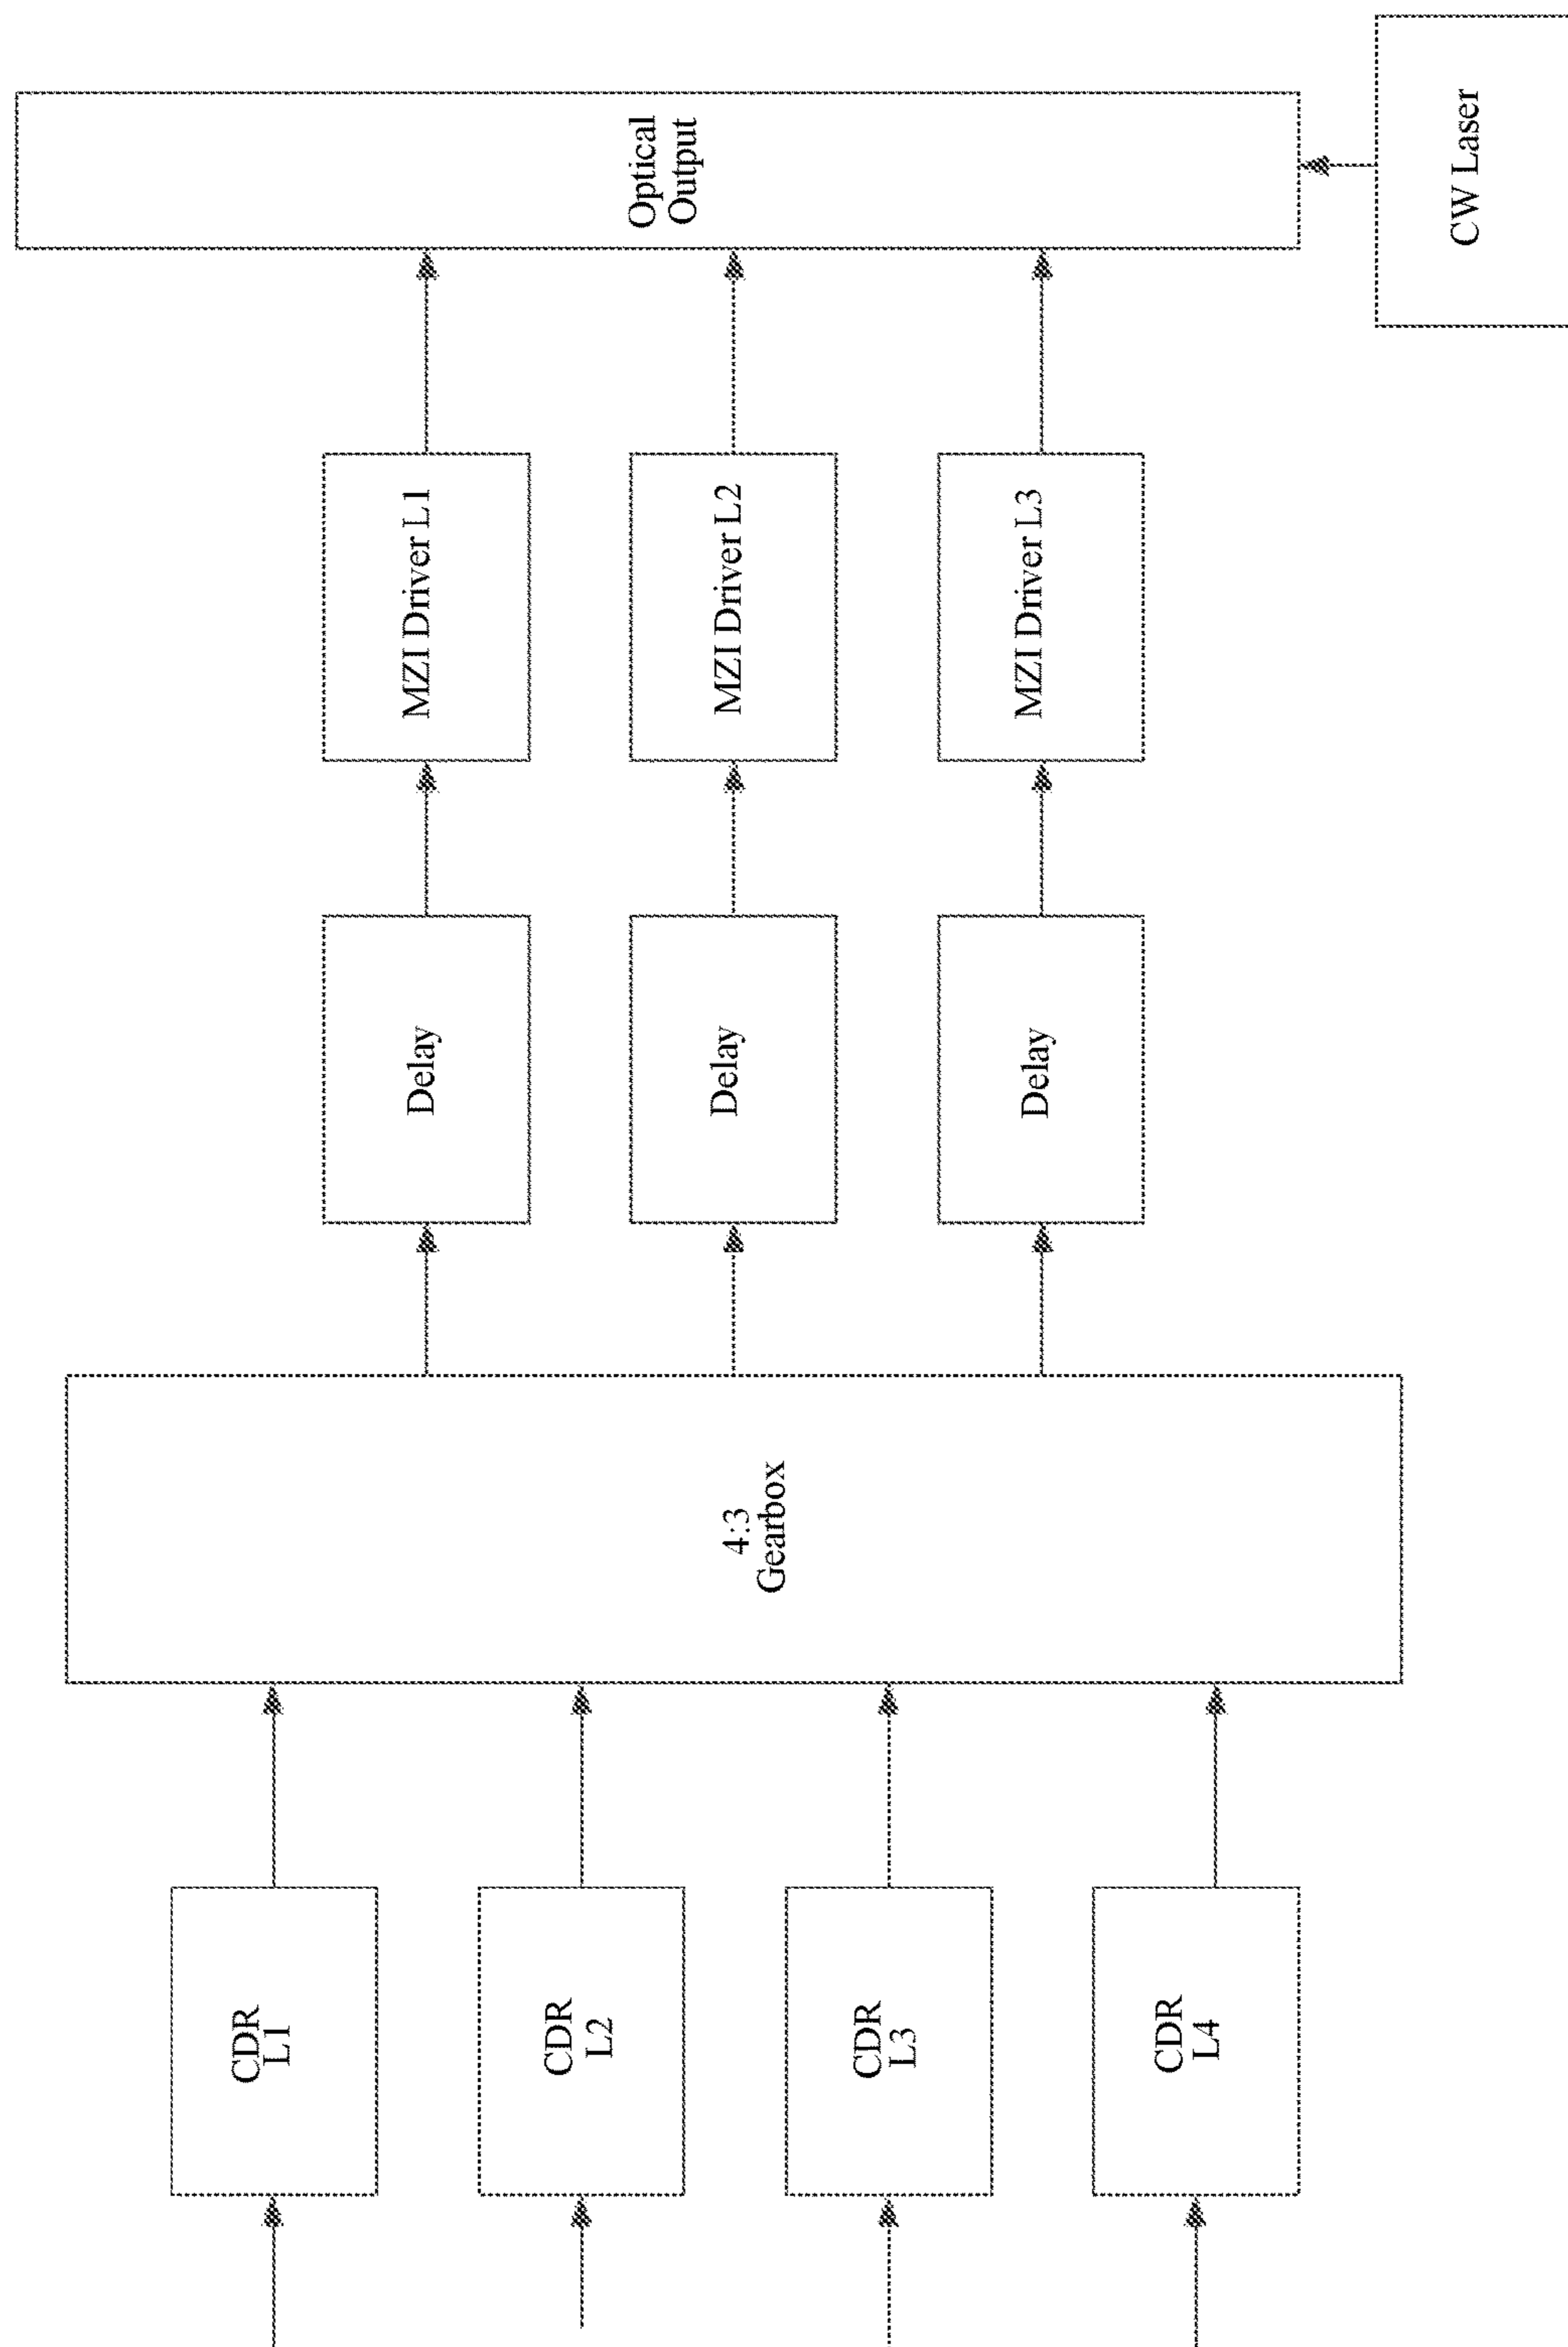 CDR
L1
CDR
L2
CDR
L3
CDR
L4
4:3
Gearbox
Delay
Delay
Delay
MZI Driver L1
MZI Driver L2
MZI Driver L3
Optical
Output
CW Laser